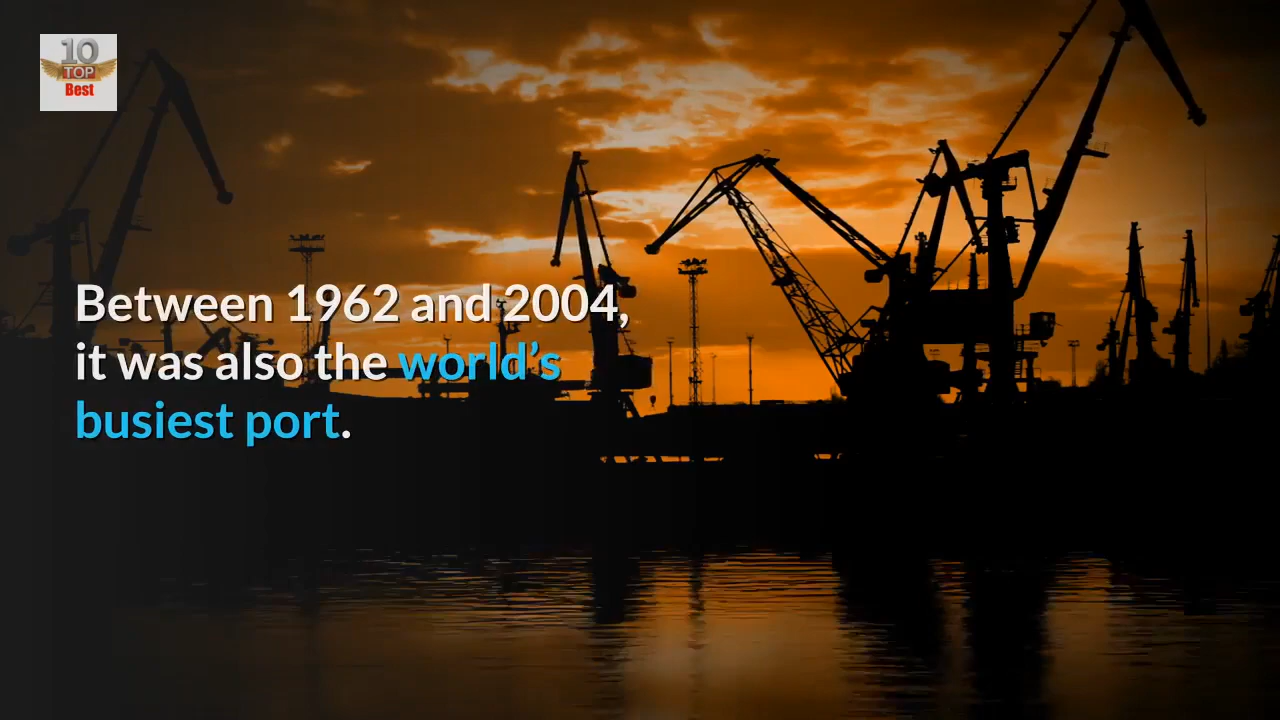 10
TOP
Best
Between 1962 and 2004,
it was also the world’s
busiest port.